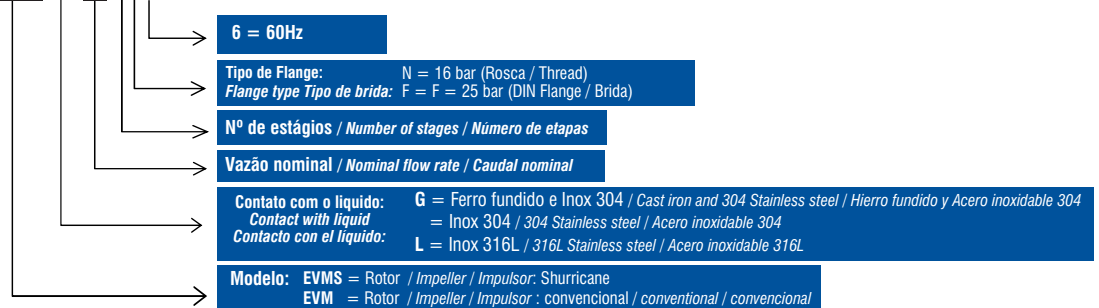 6 = 60Hz
Tipo de Flange: N = 16 bar (Rosca / Thread)
Flange type Tipo de brida: F = F = 25 bar (DIN Flange / Brida)
Nº de estágios / Number of stages / Número de etapas
Vazão nominal / Nominal flow rate / Caudal nominal
Contato com o liquido: G = Ferro fundido e Inox 304 / Cast iron and 304 Stainless steel / Hierro fundido y Acero inoxidable 304
Contact with liquid = Inox 304 / 304 Stainless steel / Acero inoxidable 304
Contacto con el líquido: L = Inox 316L / 316L Stainless steel / Acero inoxidable 316L
Modelo: EVMS = Rotor / Impeller / Impulsor: Shurricane
EVM = Rotor / Impeller / Impulsor : convencional / conventional / convencional